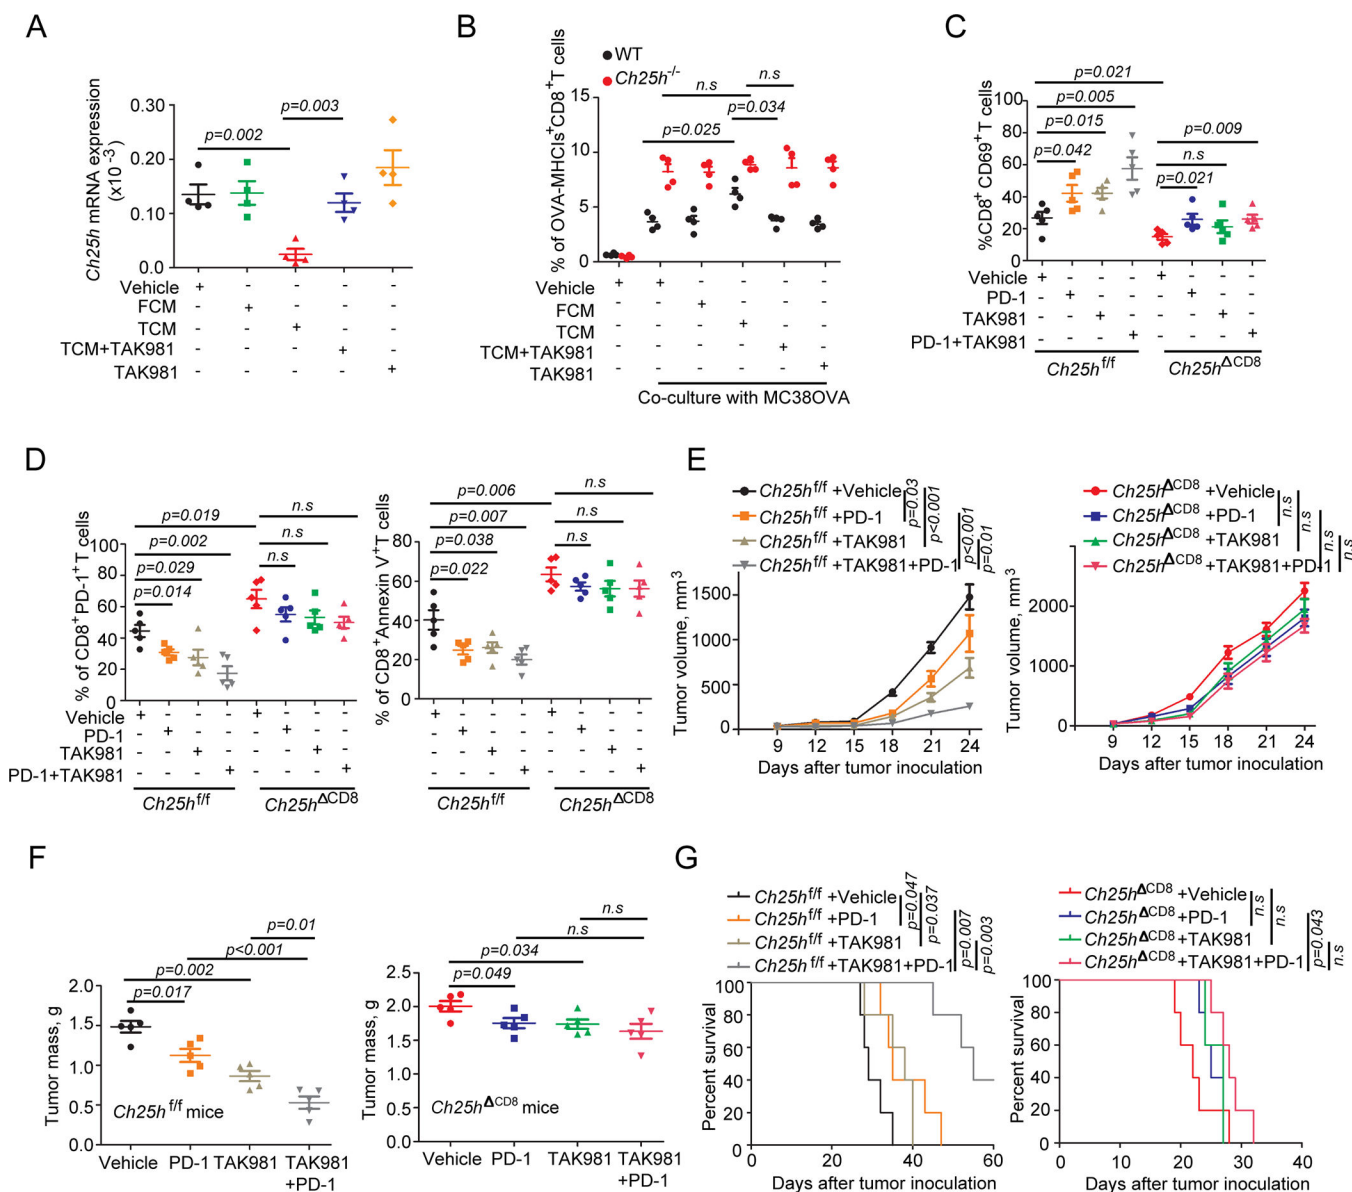 A
Ch25h mRNA expression
(x10 -3)
0.30
0.20
0.10
0.0
p=0.002
p=0.003
Vehicle + - - - -
FCM - + - - -
TCM - - + - -
TCM+TAK981 - - - + -
TAK981 - - - - +
B
WT
Ch25h-/-
% of OVA-MHCIs+CD8+T cells
15
10
5
0
n.s
n.s
p=0.034
p=0.025
Vehicle + + - - - -
FCM - - + - - -
TCM - - - + - -
TCM+TAK981 - - - - + -
TAK981 - - - - - +
Co-culture with MC38OVA
C
%CD8+ CD69+T cells
100
80
60
40
20
0
p=0.021
p=0.005
p=0.015
p=0.042
p=0.009
n.s
p=0.021
Vehicle + - - - + - - -
PD-1 - + - - - + - -
TAK981 - - + - - - + -
PD-1+TAK981 - - - + - - - +
Ch25h f/f
Ch25h ΔCD8
D
% of CD8+PD-1+T cells
100
80
60
40
20
0
n.s
p=0.019
n.s
p=0.002
n.s
p=0.029
p=0.014
Vehicle + - - - + - - -
PD-1 - + - - - + - -
TAK981 - - + - - - + -
PD-1+TAK981 - - - + - - - +
Ch25h f/f
Ch25h ΔCD8
% of CD8+Annexin V+T cells
80
60
40
20
0
n.s
p=0.006
n.s
p=0.007
n.s
p=0.038
p=0.022
+ - - - + - - -
- + - - - + - -
- - + - - - + -
- - - + - - - +
Ch25h f/f
Ch25h ΔCD8
E
Ch25h f/f +Vehicle
Ch25h f/f +PD-1
Ch25h f/f +TAK981
Ch25h f/f +TAK981+PD-1
p=0.03
p<0.001
p<0.001
p=0.01
Tumor volume, mm3
1500
1000
500
0
9 12 15 18 21 24
Days after tumor inoculation
Ch25h ΔCD8 +Vehicle
Ch25h ΔCD8 +PD-1
Ch25h ΔCD8 +TAK981
Ch25h ΔCD8 +TAK981+PD-1
n.s
n.s
n.s
n.s
Tumor volume, mm3
2000
1000
0
9 12 15 18 21 24
Days after tumor inoculation
F
Tumor mass, g
2.0
1.5
1.0
0.5
0.0
p=0.01
p<0.001
p=0.002
p=0.017
Ch25h f/f mice
Vehicle PD-1 TAK981 TAK981
+PD-1
Tumor mass, g
2.5
2.0
1.5
1.0
0.5
0.0
n.s
n.s
p=0.034
p=0.049
Ch25h ΔCD8 mice
Vehicle PD-1 TAK981 TAK981
+PD-1
G
Ch25h f/f +Vehicle
Ch25h f/f +PD-1
Ch25h f/f +TAK981
Ch25h f/f +TAK981+PD-1
p=0.047
p=0.037
p=0.007
p=0.003
Percent survival
100
80
60
40
20
0
0 20 40 60
Days after tumor inoculation
Ch25h ΔCD8 +Vehicle
Ch25h ΔCD8 +PD-1
Ch25h ΔCD8 +TAK981
Ch25h ΔCD8 +TAK981+PD-1
n.s
n.s
p=0.043
n.s
Percent survival
100
80
60
40
20
0
0 10 20 30 40
Days after tumor inoculation